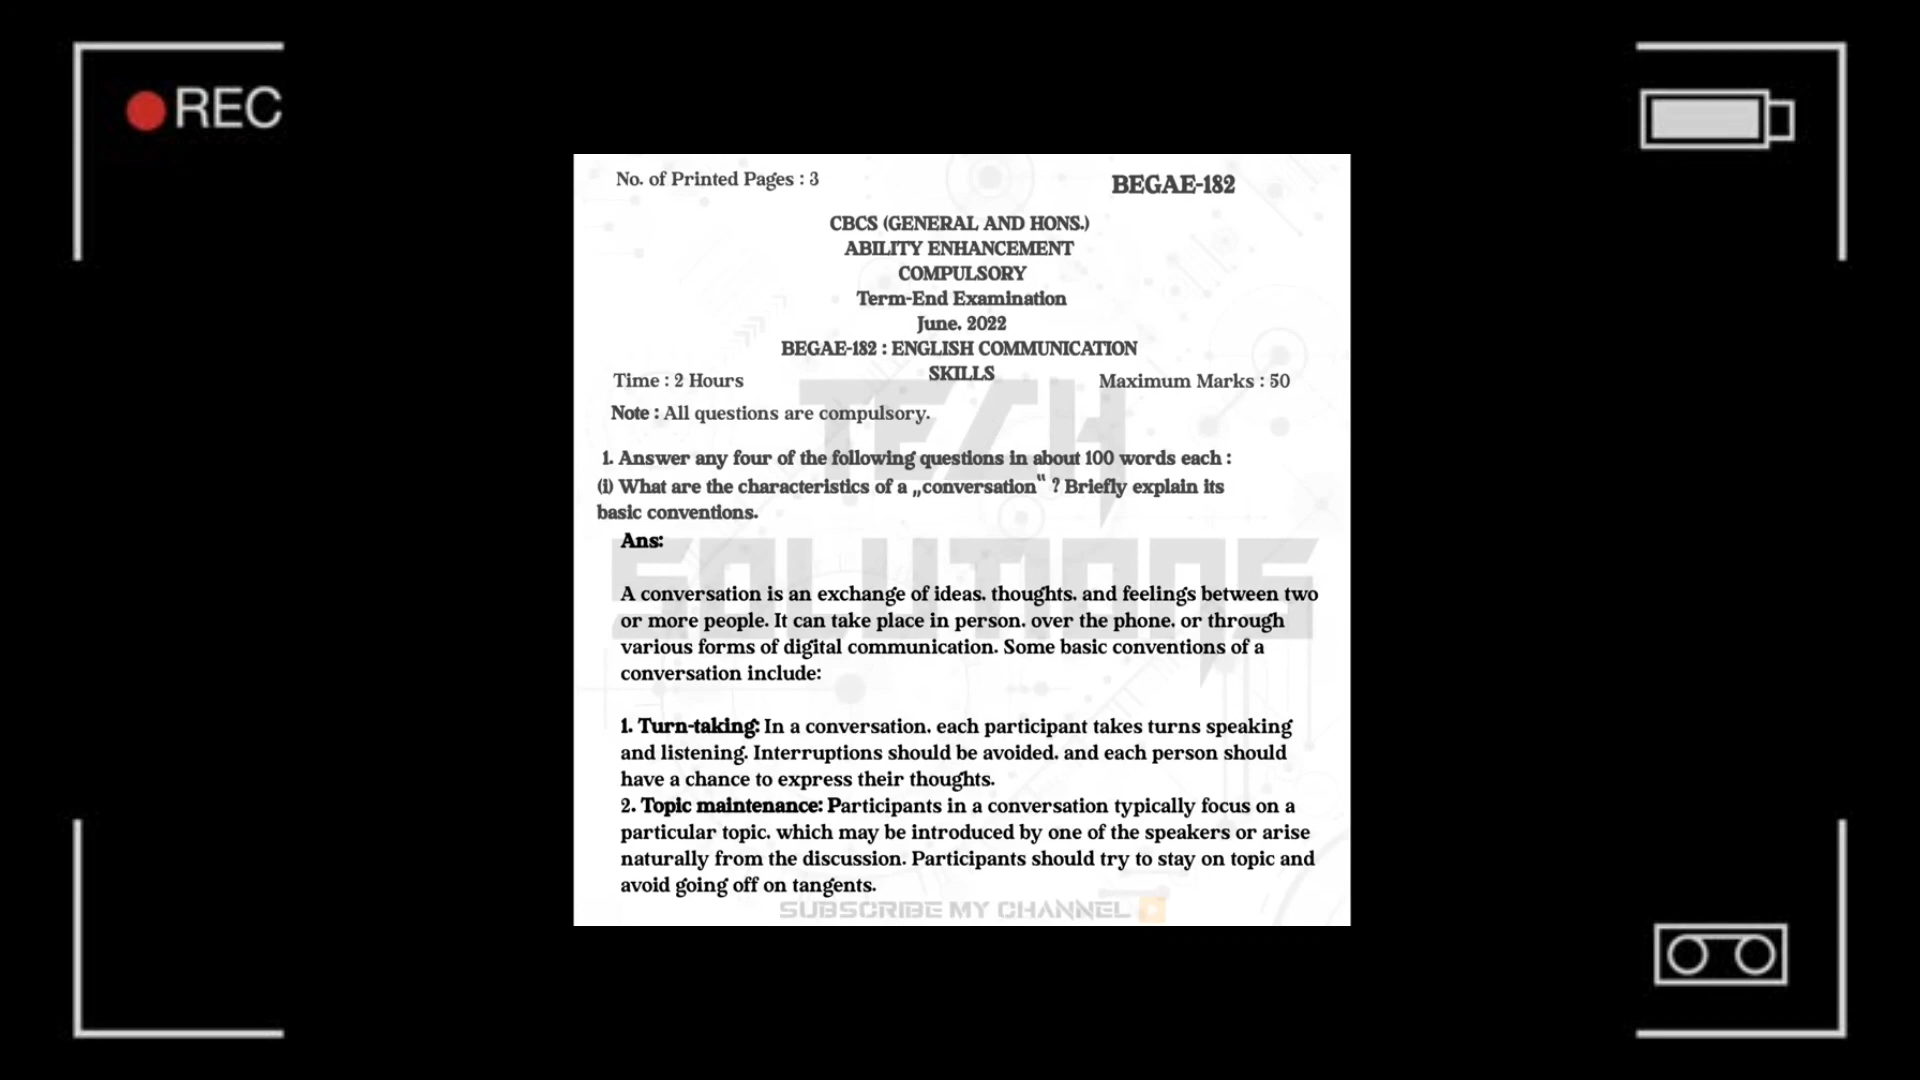 REC
No. of Printed Pages : 3
BEGAE-182
CBCS (GENERAL AND HONS.)
ABILITY ENHANCEMENT
COMPULSORY
Term-End Examination
June. 2022
BEGAE-182 : ENGLISH COMMUNICATION
SKILLS
Time : 2 Hours
Maximum Marks : 50
Note : All questions are compulsory.
TECH
SOLUTIONS
1. Answer any four of the following questions in about 100 words each :
(i) What are the characteristics of a „conversation‟ ? Briefly explain its
basic conventions.
Ans:
A conversation is an exchange of ideas. thoughts. and feelings between two
or more people. It can take place in person. over the phone. or through
various forms of digital communication. Some basic conventions of a
conversation include:
1. Turn-taking: In a conversation. each participant takes turns speaking
and listening. Interruptions should be avoided. and each person should
have a chance to express their thoughts.
2. Topic maintenance: Participants in a conversation typically focus on a
particular topic. which may be introduced by one of the speakers or arise
naturally from the discussion. Participants should try to stay on topic and
avoid going off on tangents.
SUBSCRIBE MY CHANNEL